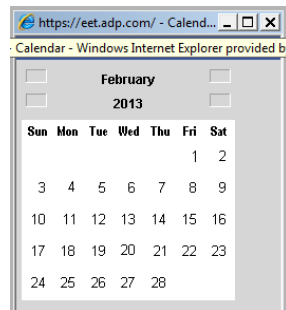 https://eet.adp.com/ - Calend...
- Calendar - Windows Internet Explorer provided b
February
2013
Sun Mon Tue Wed Thu Fri Sat
1 2
3 4 5 6 7 8 9
10 11 12 13 14 15 16
17 18 19 20 21 22 23
24 25 26 27 28